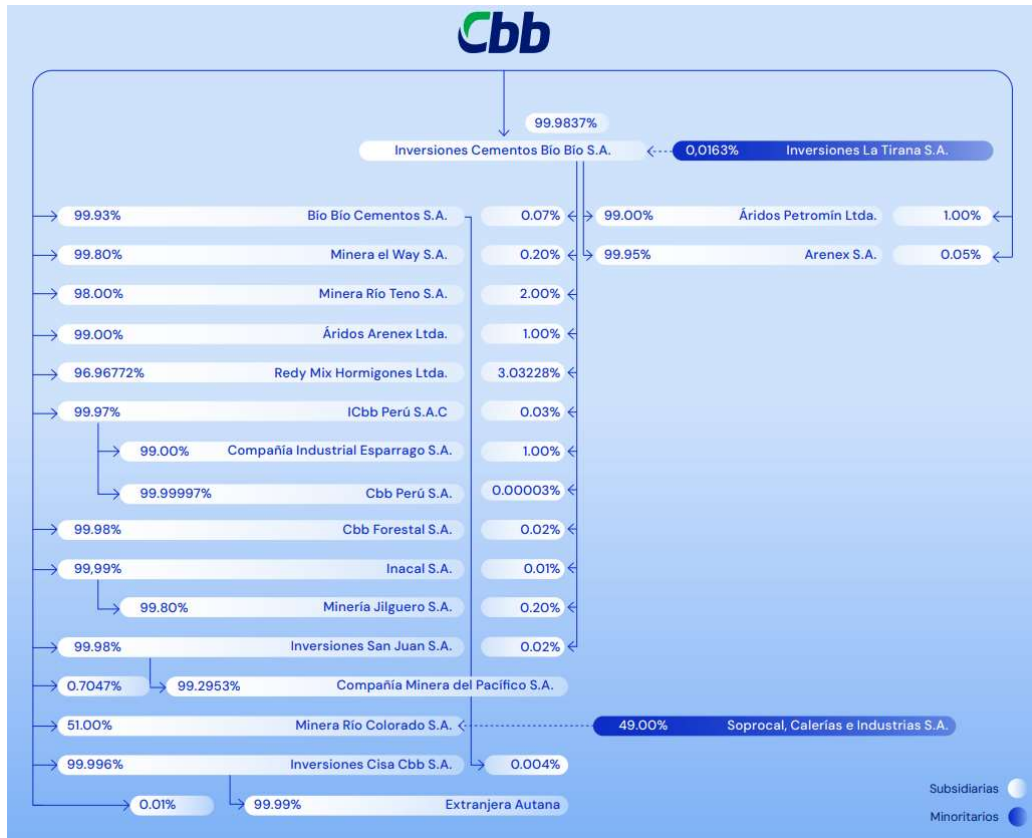 Cbb
99.9837%
Inversiones Cementos Bío Bío S.A. 0,0163% Inversiones La Tirana S.A.
99.93% Bio Bío Cementos S.A. 0.07% 99.00% Áridos Petromín Ltda. 1.00%
99.80% Minera el Way S.A. 0.20% 99.95% Arenex S.A. 0.05%
98.00% Minera Río Teno S.A. 2.00%
99.00% Áridos Arenex Ltda. 1.00%
96.96772% Redy Mix Hormigones Ltda. 3.03228%
99.97% ICbb Perú S.A.C 0.03%
99.00% Compañía Industrial Esparrago S.A. 1.00%
99.99997% Cbb Perú S.A. 0.00003%
99.98% Cbb Forestal S.A. 0.02%
99,99% Inacal S.A. 0.01%
99.80% Minería Jilguero S.A. 0.20%
99.98% Inversiones San Juan S.A. 0.02%
0.7047% 99.2953% Compañía Minera del Pacífico S.A.
51.00% Minera Río Colorado S.A. 49.00% Soprocal, Calerías e Industrias S.A.
99.996% Inversiones Cisa Cbb S.A. 0.004%
0.01% 99.99% Extranjera Autana
Subsidiarias
Minoritarios